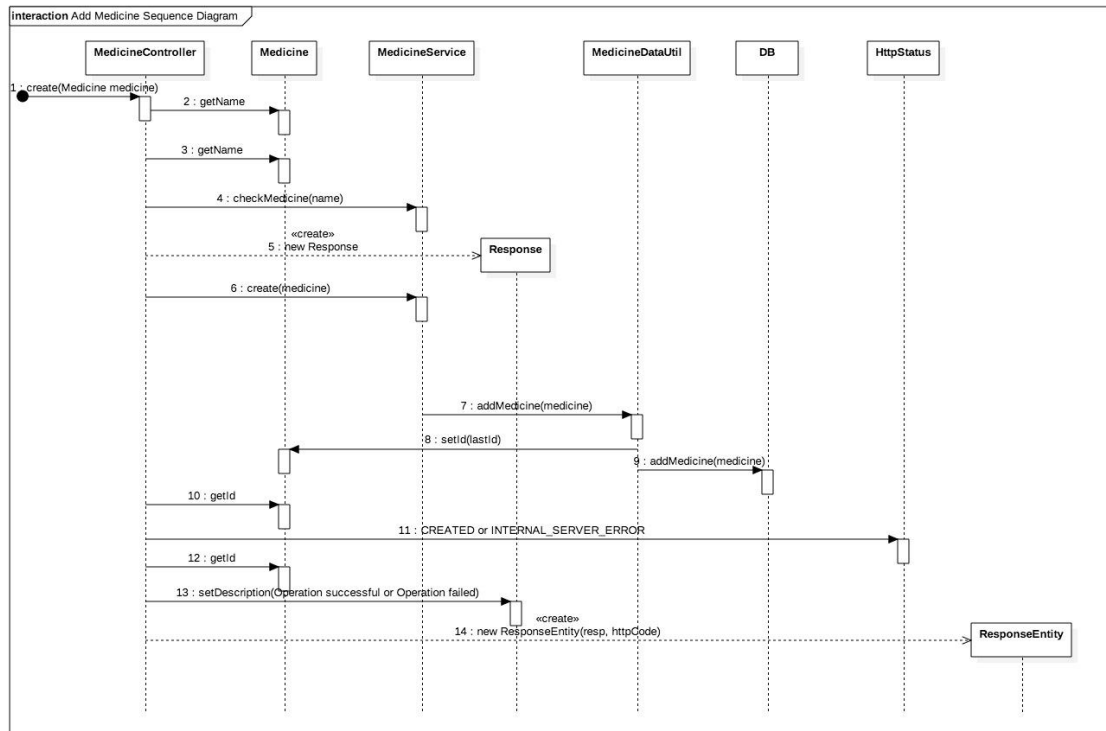 interaction Add Medicine Sequence Diagram
MedicineController
Medicine
MedicineService
MedicineDataUtil
DB
HttpStatus
1 : create(Medicine medicine)
2 : getName
3 : getName
4 : checkMedicine(name)
«create»
5 : new Response
Response
6 : create(medicine)
7 : addMedicine(medicine)
8 : setId(lastId)
9 : addMedicine(medicine)
10 : getId
11 : CREATED or INTERNAL_SERVER_ERROR
12 : getId
13 : setDescription(Operation successful or Operation failed)
«create»
14 : new ResponseEntity(resp, httpCode)
ResponseEntity